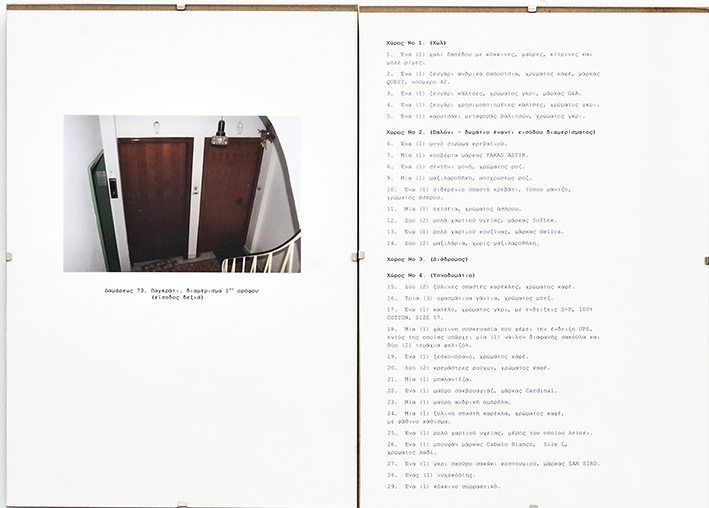 Δαμάρεως 73, Παγκράτι, διαμέρισμα 1ου ορόφου
(είσοδος δεξιά)
Χώρος Νο 1. (Χωλ)
1. Ένα (1) χαλί δαπέδου με κόκκινες, μαύρες, κίτρινες και
μπλέ ρίγες.
2. Ένα (1) ζευγάρι ανδρικά παπούτσια, χρώματος καφέ, μάρκας
QUEST, νούμερο 42.
3. Ένα (1) ζευγάρι κάλτσες, χρώματος γκρι, μάρκας
4. Ένα (1) ζευγάρι χρησιμοποιημένες κάλτσες, χρώματος γκρι.
5. Ένα (1) καροτσάκι μεταφοράς βαλιτσών, χρώματος γκρι.
Χώρος Νο 2. (Σαλόνι - δωμάτιο έναντι εισόδου διαμερίσματος)
6. Ένα (1) μονό στρώμα κρεβατιού.
7. Μία (1) κουβέρτα μάρκας ΥΑΚΑΣ ASTIR.
8. Ένα (1) σεντόνι μονό, χρώματος ροζ.
9. Μία (1) μαξιλαροθήκη, αποχρώσεως ροζ.
10. Ένα (1) σιδερένιο σπαστό κρεβάτι, τύπου ράντζο,
χρώματος άσπρου.
11. Μία (1) πετσέτα, χρώματος άσπρου.
12. Δύο (2) ρολά χαρτιού υγείας, μάρκας Softex.
13. Ένα (1) ρολό χαρτιού κουζίνας, μάρκας delica.
14. Δύο (2) μαξιλάρια, χωρίς μαξιλαροθήκη.
Χώρος Νο 3. (Διάδρομος)
Χώρος Νο 4. (Υπνοδωμάτιο)
15. Δύο (2) ξύλινες σπαστές καρέκλες, χρώματος καφέ.
16. Τρία (3) υφασμάτινα γάντια, χρώματος μπεζ.
17. Ένα (1) καπέλο, χρώματος γκρι, με ενδείξεις S-P, 100%
COTTON, SIZE 57.
18. Μία (1) χάρτινη συσκευασία που φέρει την ένδειξη UPS,
εντός της οποίας υπάρχει μία (1) νάιλον διαφανής σακούλα και
δύο (2) τεμάχια φελιζόλ.
19. Ένα (1) ξεσκονόπανο, χρώματος καφέ.
20. Δύο (2) κρεμάστρες ρούχων, χρώματος καφέ.
21. Μία (1) μπαλαντέζα.
22. Ένα (1) μαύρο σακβουαγιάζ, μάρκας Cardinal.
23. Μία (1) μαύρη ανδρική ομπρέλα.
24. Μία (1) ξύλινη σπαστή καρέκλα, χρώματος καφέ,
με ψάθινο κάθισμα.
25. Ένα (1) ρολό χαρτιού υγείας, μέρος του οποίου λείπει.
26. Ένα (1) μπουφάν μάρκας Cabalo Bianco, Size L,
χρώματος λαδί.
27. Ένα (1) γκρι σκούρο σακάκι κοστουμιού, μάρκας SAN SIRO.
28. Ένας (1) νυχοκόπτης.
29. Ένα (1) κόκκινο συρραπτικό.